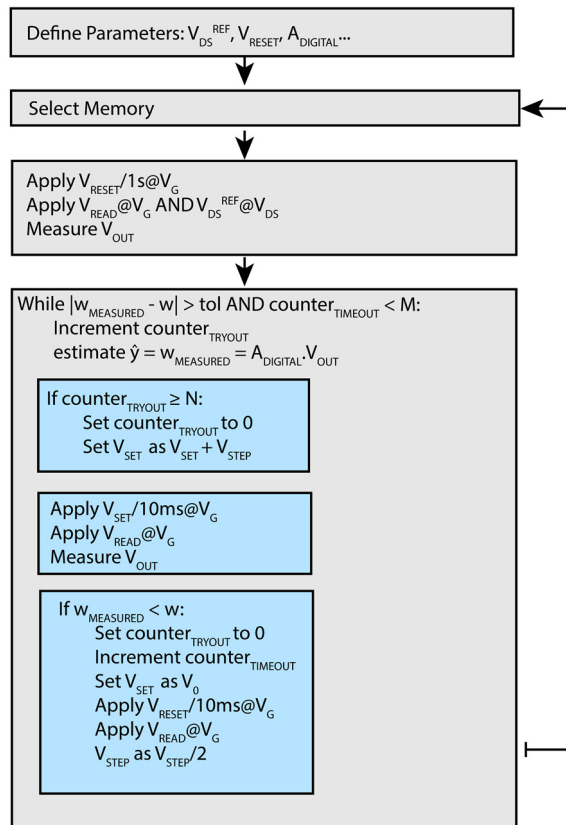 Define Parameters: V_DS^REF, V_RESET, A_DIGITAL...
Select Memory
Apply V_RESET/1s@V_G
Apply V_READ@V_G AND V_DS^REF@V_DS
Measure V_OUT
While |w_MEASURED - w| > tol AND counter_TIMEOUT < M:
Increment counter_TRYOUT
estimate ŷ = w_MEASURED = A_DIGITAL.V_OUT
If counter_TRYOUT ≥ N:
Set counter_TRYOUT to 0
Set V_SET as V_SET + V_STEP
Apply V_SET/10ms@V_G
Apply V_READ@V_G
Measure V_OUT
If w_MEASURED < w:
Set counter_TRYOUT to 0
Increment counter_TIMEOUT
Set V_SET as V_0
Apply V_RESET/10ms@V_G
Apply V_READ@V_G
V_STEP as V_STEP/2